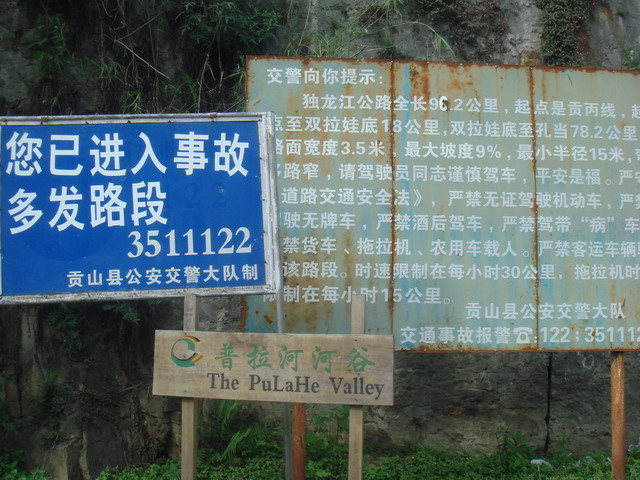 您已进入事故
多发路段
3511122
贡山县公安交警大队制
交警向你提示:
独龙江公路全长96.2公里，起点是贡丙线，起
点至双拉娃底18公里，双拉娃底至孔当78.2公里，
路面宽度3.5米，最大坡度9%，最小半径15米，
路窄，请驾驶员同志谨慎驾车，平安是福。严
道路交通安全法》，严禁无证驾驶机动车，严
驶无牌车，严禁酒后驾车，严禁驾带“病”车
禁货车、拖拉机、农用车载人。严禁客运车辆
该路段。时速限制在每小时30公里，拖拉机时
限制在每小时15公里。
贡山县公安交警大队
交通事故报警☎:122;351112
普拉河河谷
The PuLaHe Valley